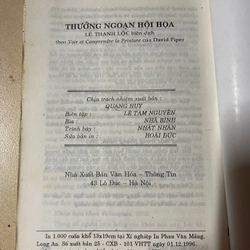 THƯỞNG NGOẠN HỘI HỌA
LÊ THANH LỘC biên dịch
theo Voir et Comprendre la Peinture của David Piper
Chịu trách nhiệm xuất bản:
QUANG HUY
Biên tập : LÊ TAM NGUYÊN
Bìa : NHÃ BÌNH
Trình bày : NHẤT NHÂN
Sửa bản in : HOÀI BỨC
Nhà Xuất Bản Văn Hóa - Thông Tin
43 Lò Đúc - Hà Nội
In 1.000 cuốn khổ 13x19cm tại Xí nghiệp In Phan Văn Mảng,
Long An. Số xuất bản 25 - CXB - 101 VHTT ngày 01.12.1996.